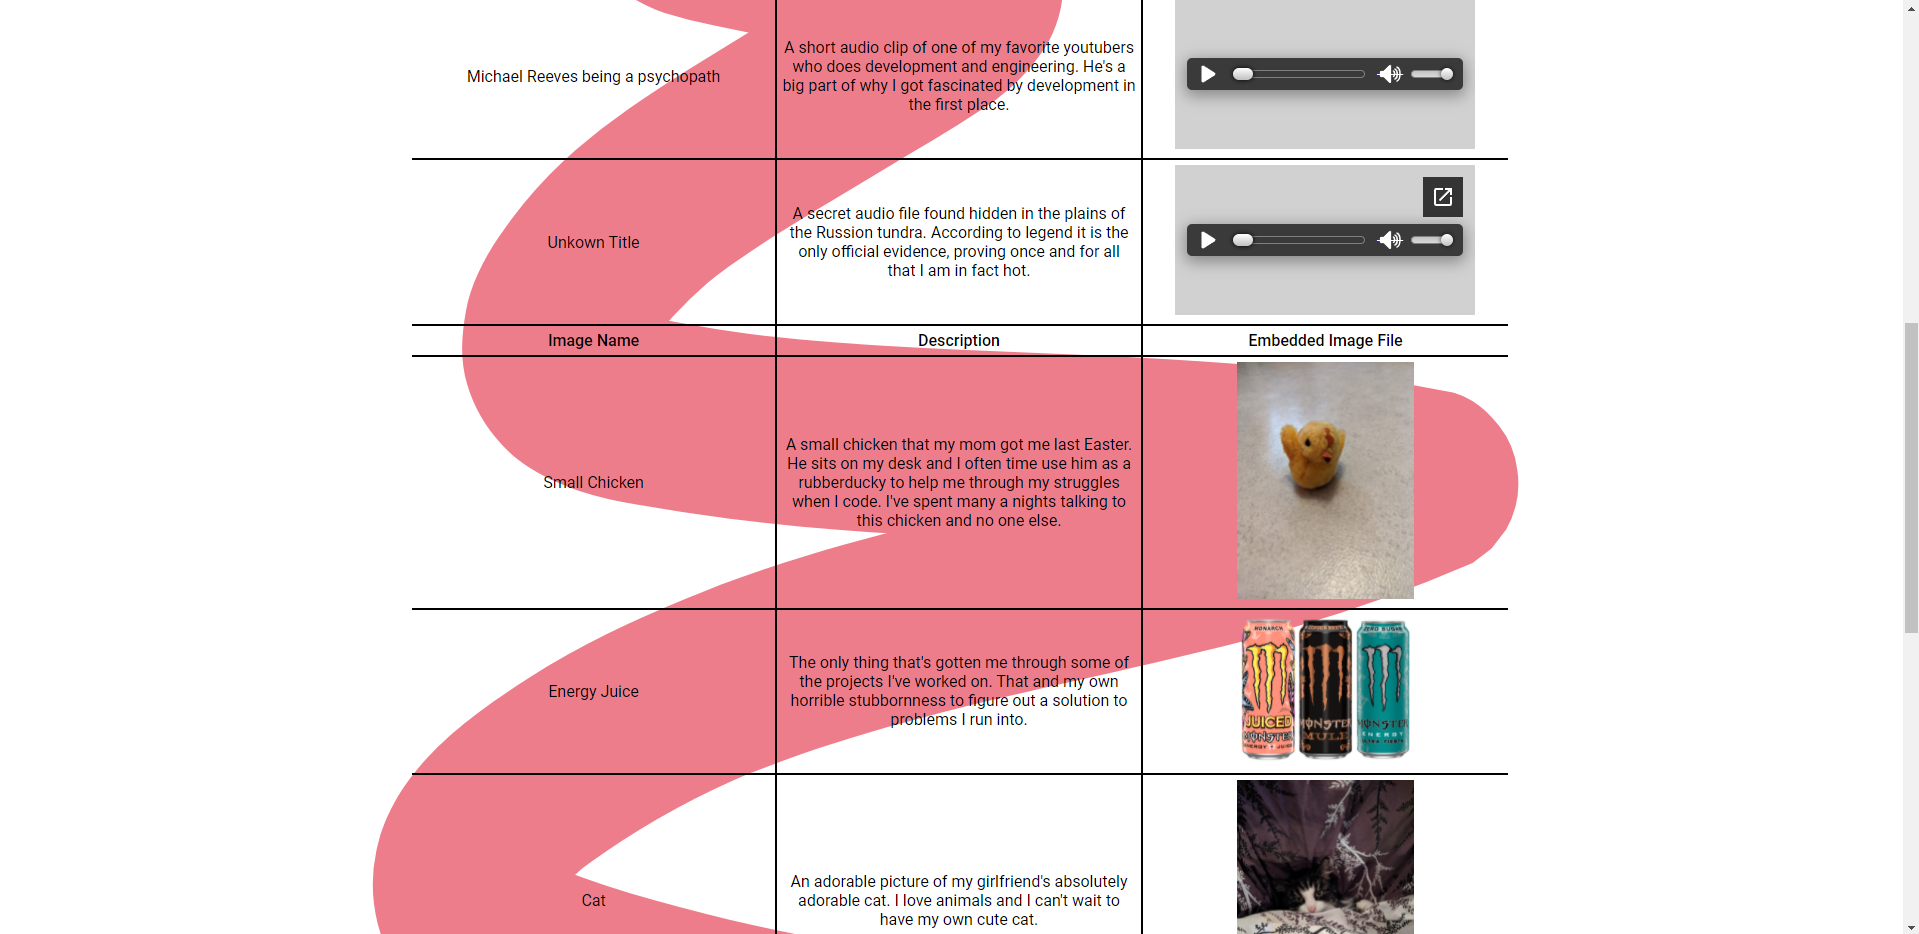 Michael Reeves being a psychopath
A short audio clip of one of my favorite youtubers
who does development and engineering. He's a
big part of why I got fascinated by development in
the first place.
Unkown Title
A secret audio file found hidden in the plains of
the Russion tundra. According to legend it is the
only official evidence, proving once and for all
that I am in fact hot.
Image Name
Description
Embedded Image File
Small Chicken
A small chicken that my mom got me last Easter.
He sits on my desk and I often time use him as a
rubberducky to help me through my struggles
when I code. I've spent many a nights talking to
this chicken and no one else.
Energy Juice
The only thing that's gotten me through some of
the projects I've worked on. That and my own
horrible stubbornness to figure out a solution to
problems I run into.
MONARCH
JUICED
MONSTER
ENERGY + JUICE
MONSTER
MULE
ZERO SUGAR
MONSTER
ENERGY
ULTRA FIESTA
Cat
An adorable picture of my girlfriend's absolutely
adorable cat. I love animals and I can't wait to
have my own cute cat.